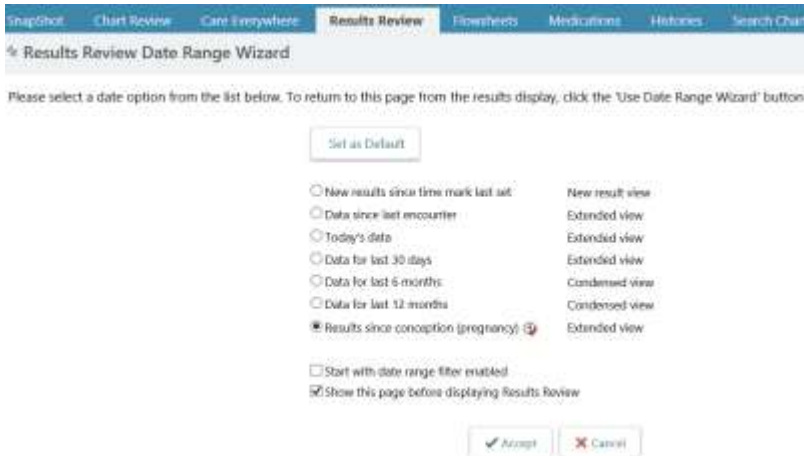 SnapShot Chart Review Care Everywhere Results Review Flowsheets Medications Histories Search Char
Results Review Date Range Wizard
Please select a date option from the list below. To return to this page from the results display, click the 'Use Date Range Wizard' button
Set as Default
New results since time mark last set New result view
Data since last encounter Extended view
Today's data Extended view
Data for last 30 days Extended view
Data for last 6 months Condensed view
Data for last 12 months Condensed view
Results since conception (pregnancy) Extended view
Start with date range filter enabled
Show this page before displaying Results Review
Accept Cancel